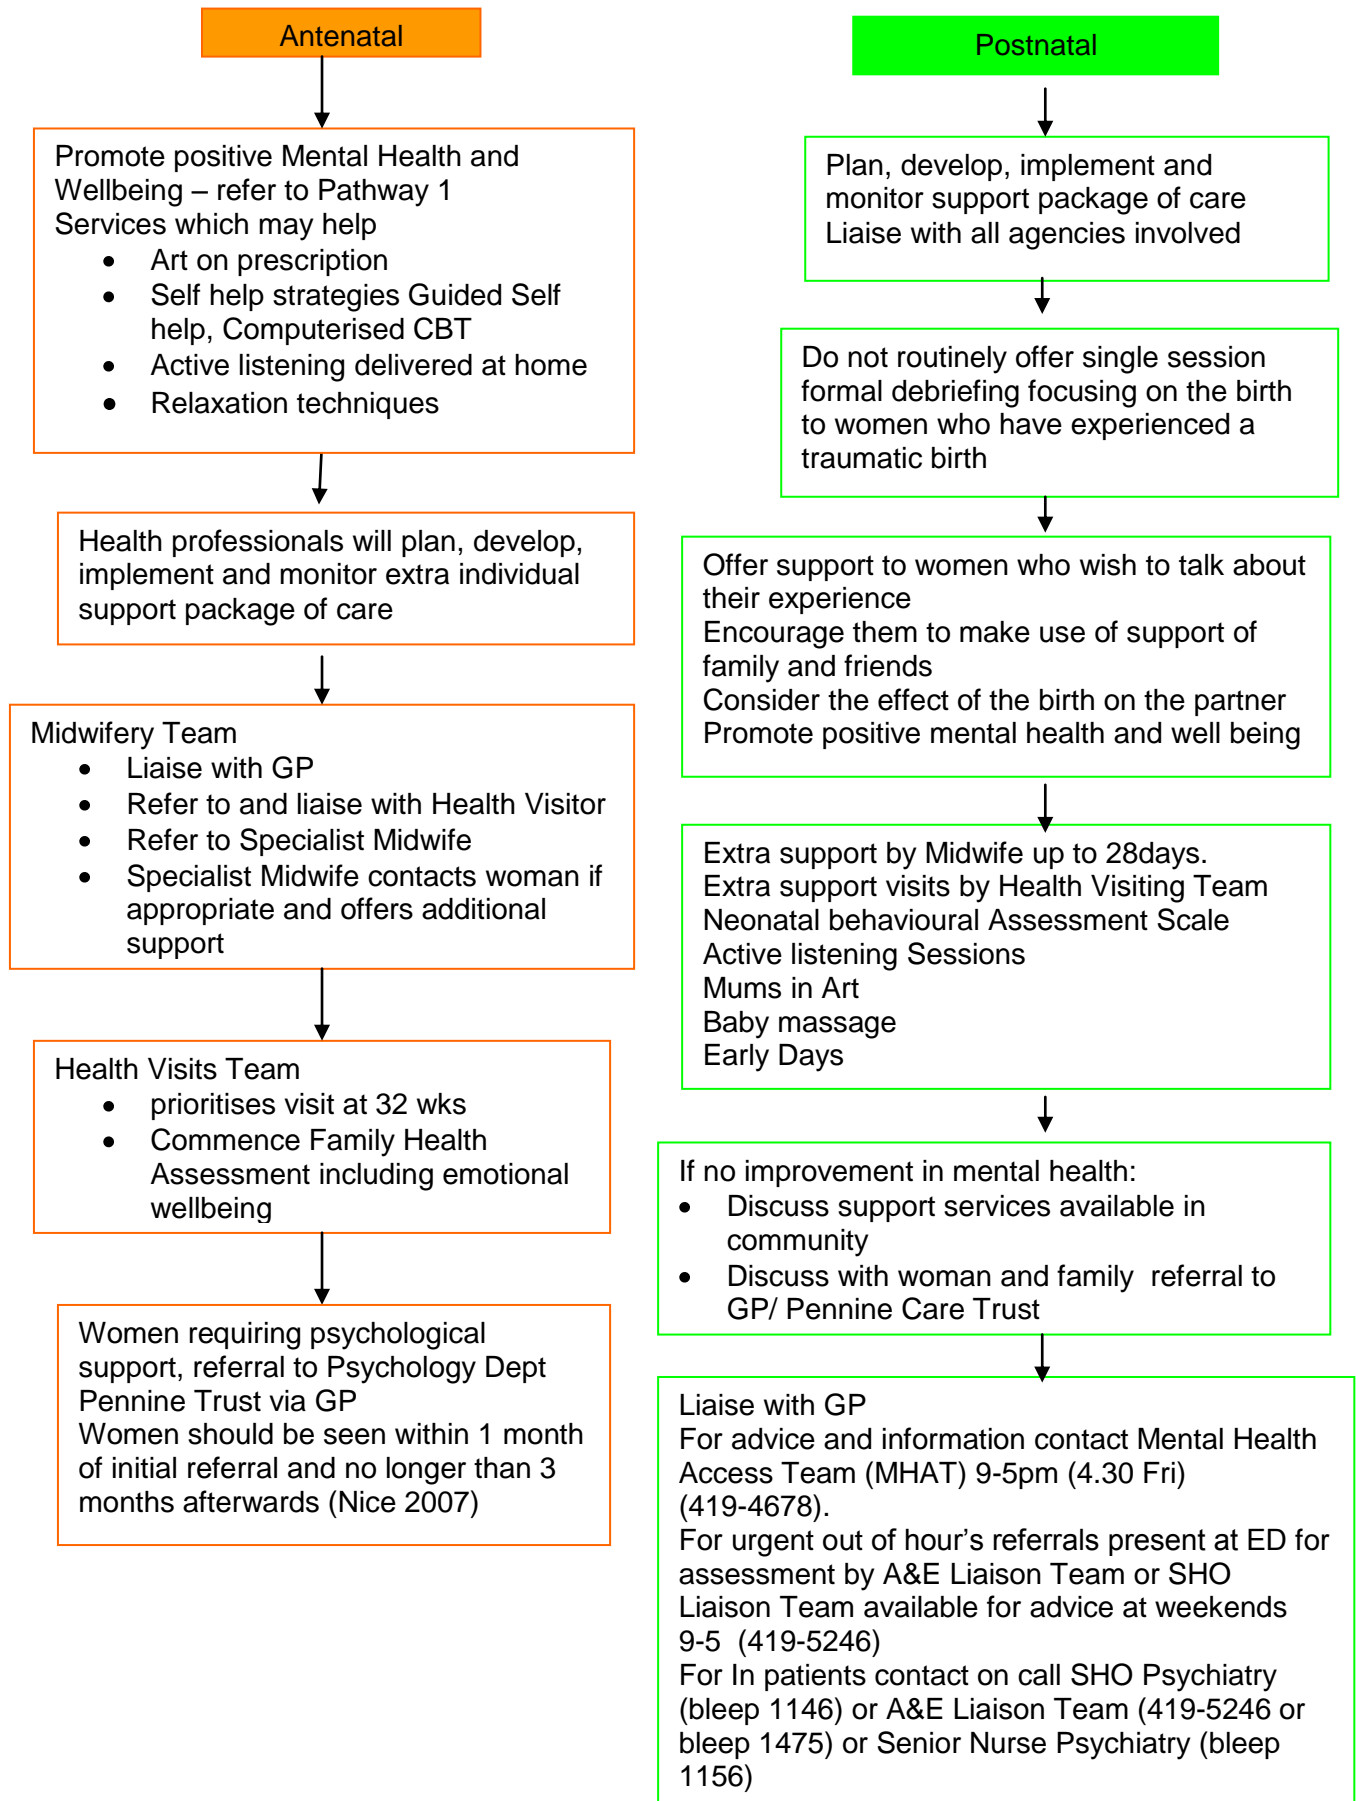 Antenatal
Promote positive Mental Health and
Wellbeing – refer to Pathway 1
Services which may help
• Art on prescription
• Self help strategies Guided Self
help, Computerised CBT
• Active listening delivered at home
• Relaxation techniques
Health professionals will plan, develop,
implement and monitor extra individual
support package of care
Midwifery Team
• Liaise with GP
• Refer to and liaise with Health Visitor
• Refer to Specialist Midwife
• Specialist Midwife contacts woman if
appropriate and offers additional
support
Health Visits Team
• prioritises visit at 32 wks
• Commence Family Health
Assessment including emotional
wellbeing
Women requiring psychological
support, referral to Psychology Dept
Pennine Trust via GP
Women should be seen within 1 month
of initial referral and no longer than 3
months afterwards (Nice 2007)
Postnatal
Plan, develop, implement and
monitor support package of care
Liaise with all agencies involved
Do not routinely offer single session
formal debriefing focusing on the birth
to women who have experienced a
traumatic birth
Offer support to women who wish to talk about
their experience
Encourage them to make use of support of
family and friends
Consider the effect of the birth on the partner
Promote positive mental health and well being
Extra support by Midwife up to 28days.
Extra support visits by Health Visiting Team
Neonatal behavioural Assessment Scale
Active listening Sessions
Mums in Art
Baby massage
Early Days
If no improvement in mental health:
• Discuss support services available in
community
• Discuss with woman and family referral to
GP/ Pennine Care Trust
Liaise with GP
For advice and information contact Mental Health
Access Team (MHAT) 9-5pm (4.30 Fri)
(419-4678).
For urgent out of hour’s referrals present at ED for
assessment by A&E Liaison Team or SHO
Liaison Team available for advice at weekends
9-5 (419-5246)
For In patients contact on call SHO Psychiatry
(bleep 1146) or A&E Liaison Team (419-5246 or
bleep 1475) or Senior Nurse Psychiatry (bleep
1156)